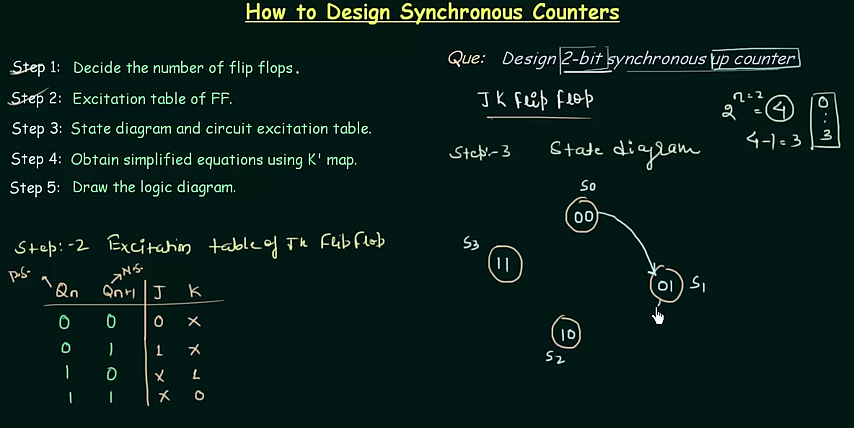 How to Design Synchronous Counters
Step 1: Decide the number of flip flops.
Step 2: Excitation table of FF.
Step 3: State diagram and circuit excitation table.
Step 4: Obtain simplified equations using K' map.
Step 5: Draw the logic diagram.
Step:-2 Excitation table of JK Flip Flop
P.S. N.S.
Qn Qn+1 J K
0 0 0 x
0 1 1 x
1 0 x 1
1 1 x 0
Que: Design 2-bit synchronous up counter
JK flip flop
2^n=2 = 4
4-1=3
0
:
3
Step:-3 State diagram
S0
00
S3
11
01 S1
10
S2